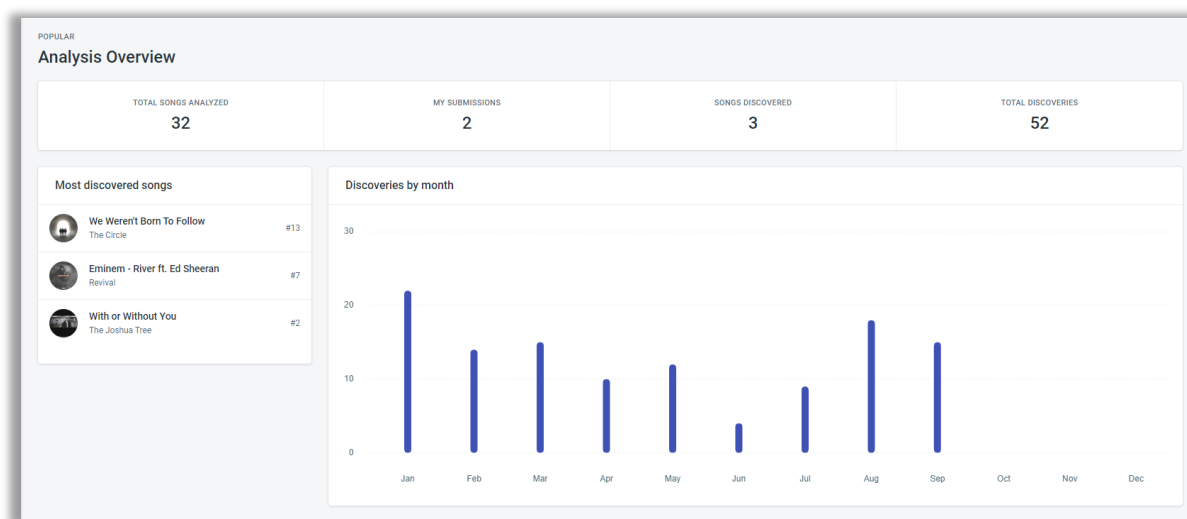 POPULAR
Analysis Overview
TOTAL SONGS ANALYZED
32
MY SUBMISSIONS
2
SONGS DISCOVERED
3
TOTAL DISCOVERIES
52
Most discovered songs
We Weren't Born To Follow
The Circle
#13
Eminem - River ft. Ed Sheeran
Revival
#7
With or Without You
The Joshua Tree
#2
Discoveries by month
30
20
10
0
Jan Feb Mar Apr May Jun Jul Aug Sep Oct Nov Dec